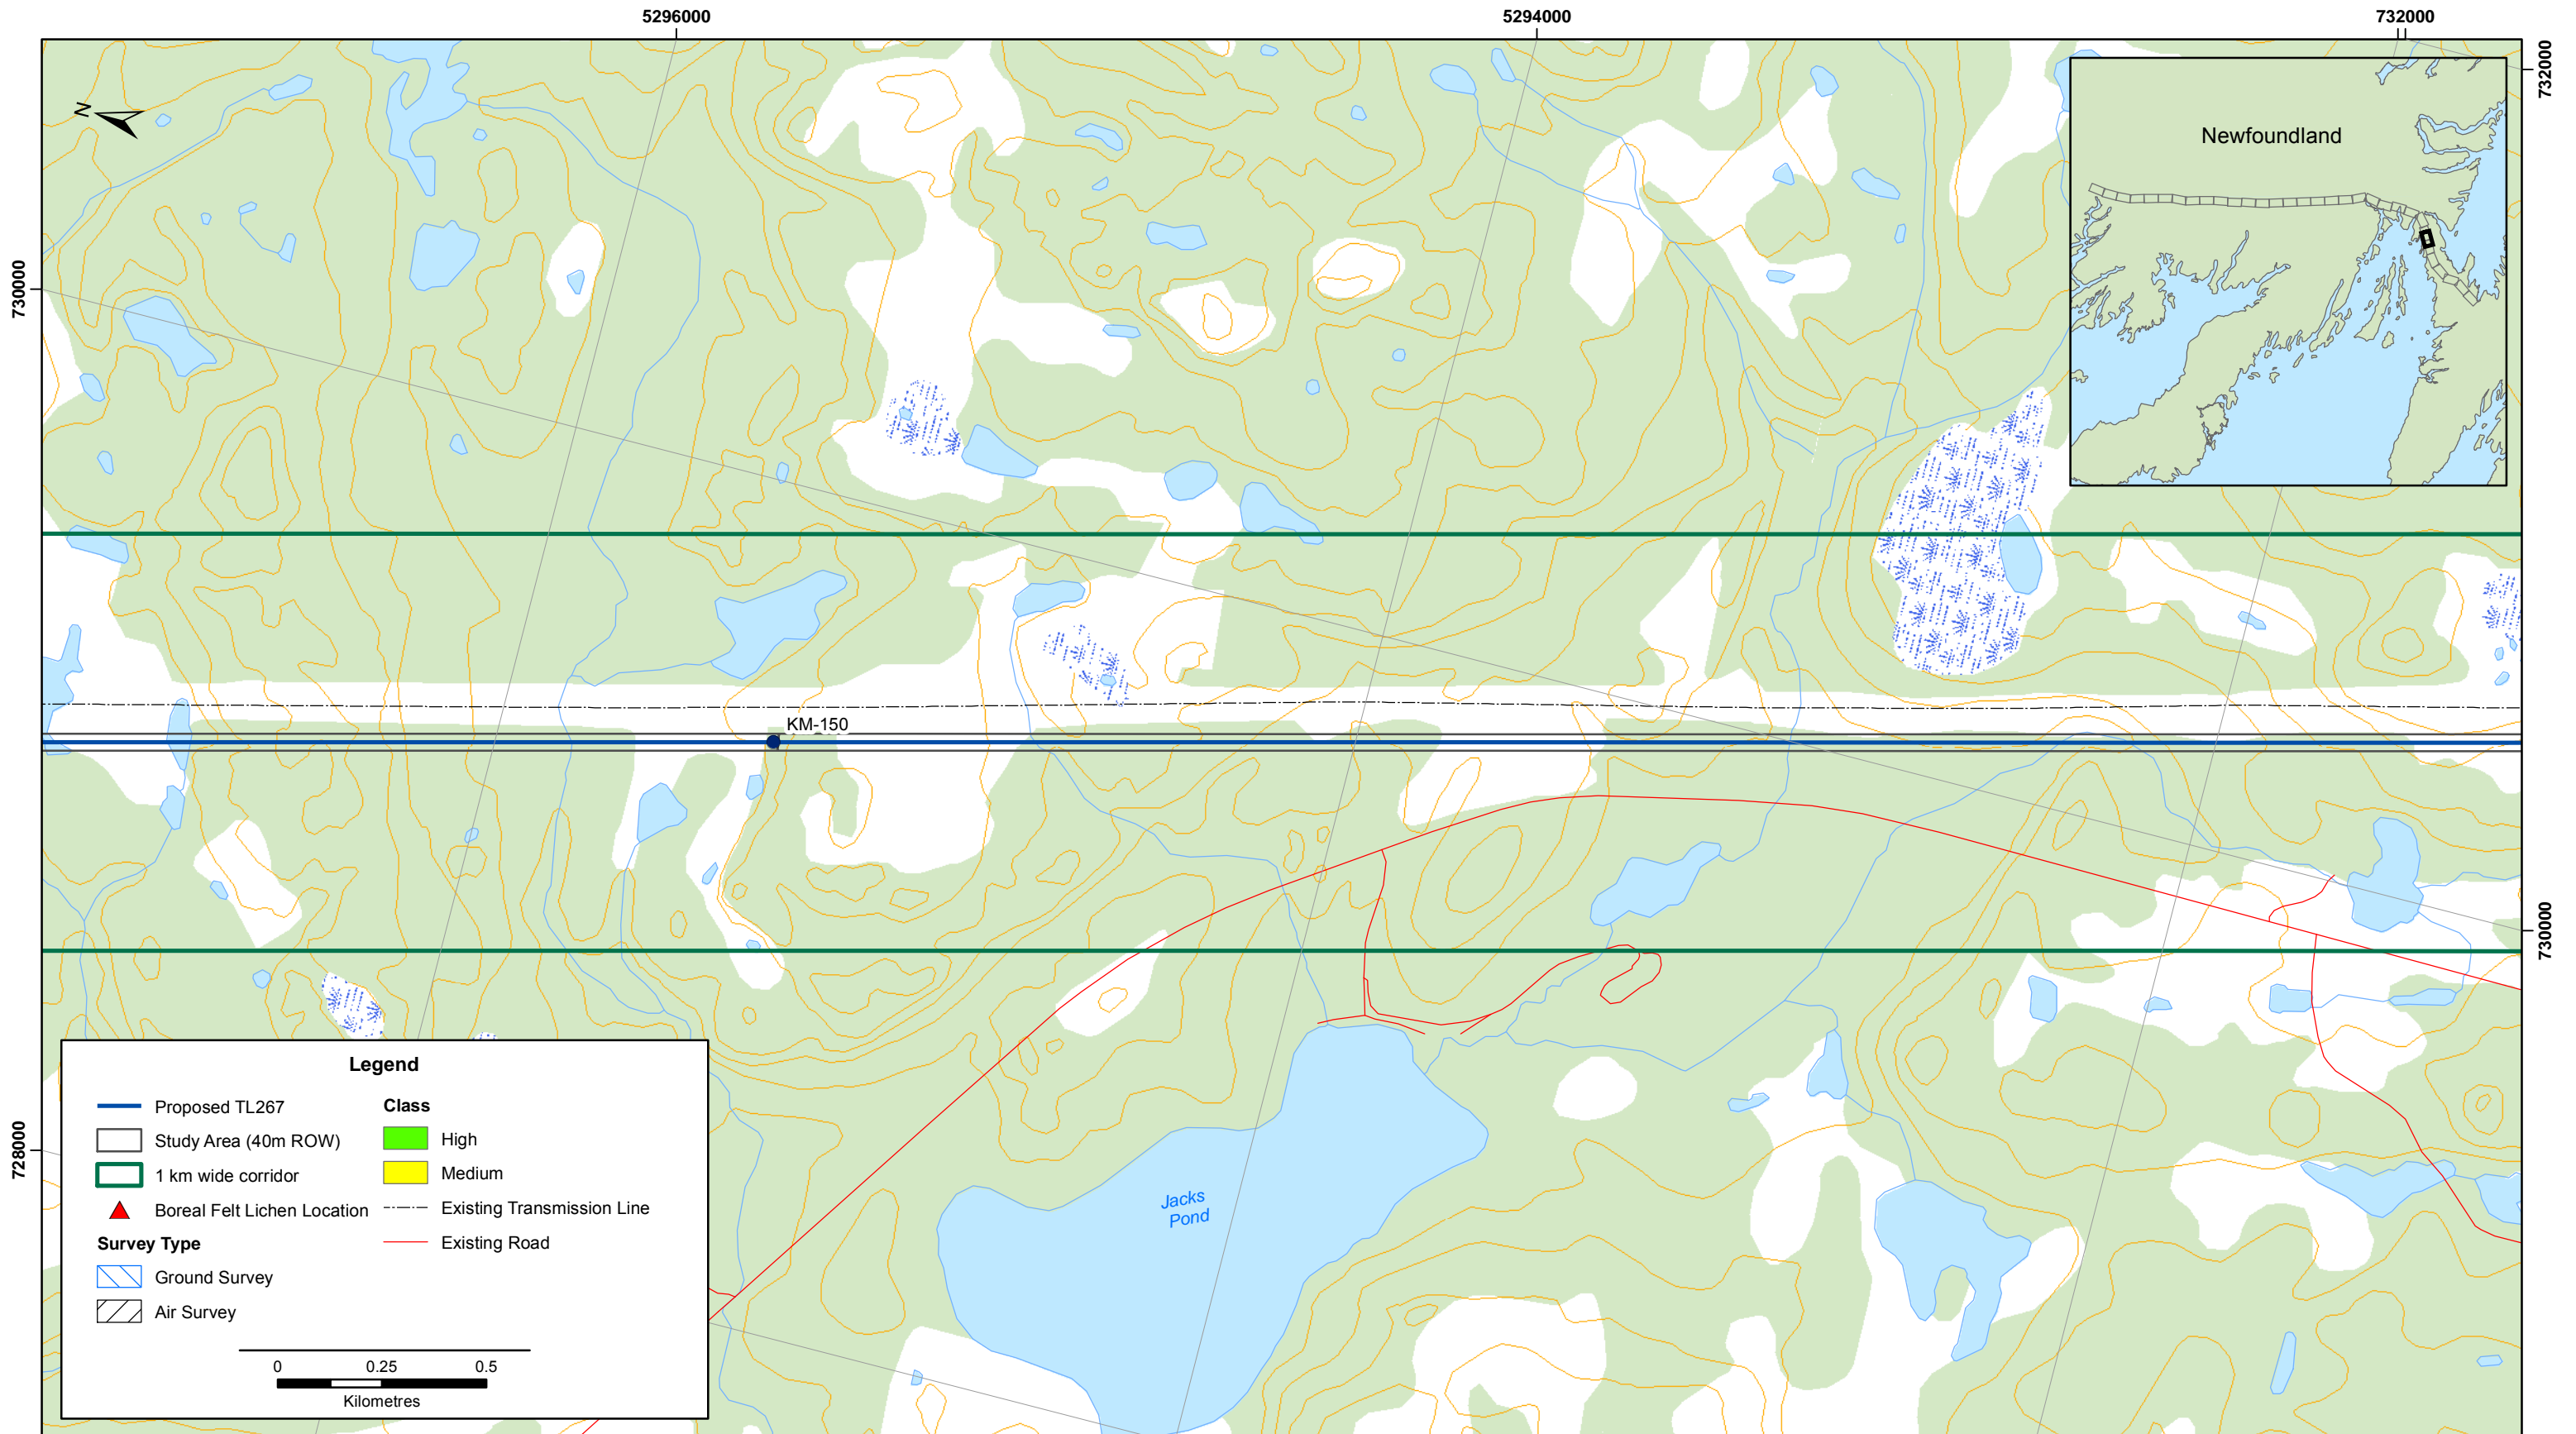 5296000
5294000
732000
732000
N
Newfoundland
730000
KM-150
730000
728000
Jacks
Pond
Legend
Proposed TL267
Study Area (40m ROW)
1 km wide corridor
Boreal Felt Lichen Location
Survey Type
Ground Survey
Air Survey
Class
High
Medium
Existing Transmission Line
Existing Road
0 0.25 0.5
Kilometres